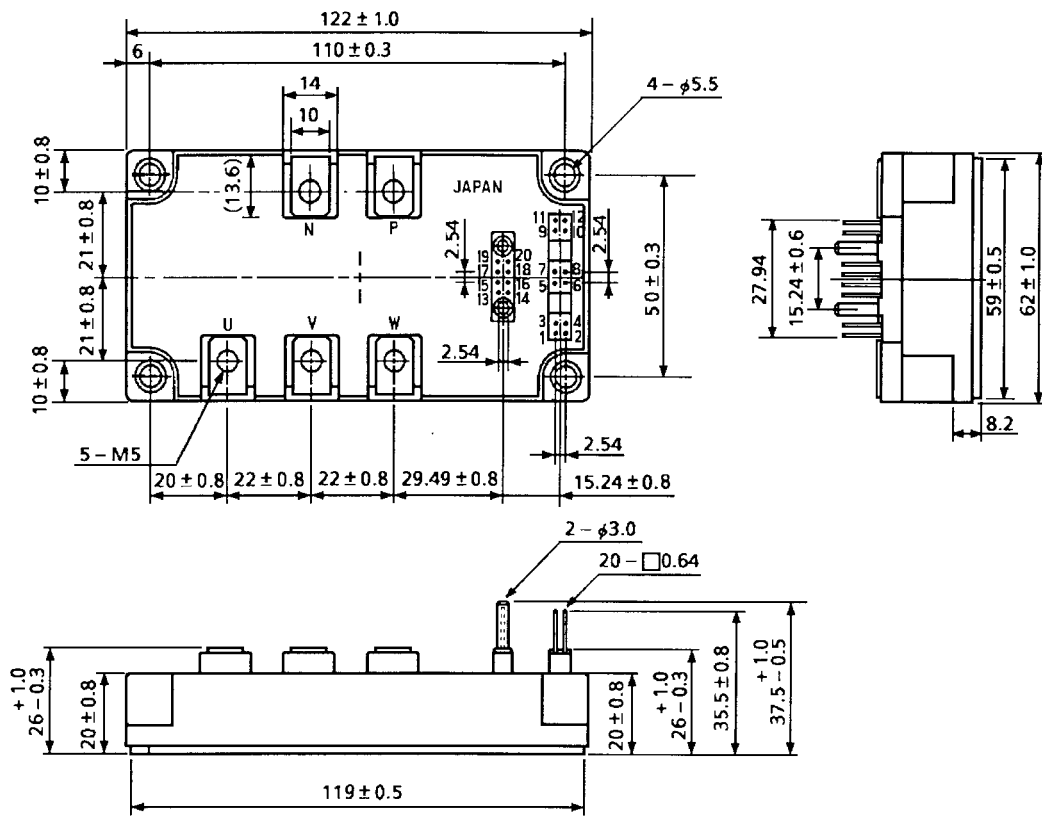 122 ± 1.0
6
110 ± 0.3
14
10
4 – φ5.5
10 ± 0.8
(13.6)
JAPAN
N
P
21 ± 0.8
21 ± 0.8
10 ± 0.8
2.54
11 12
9 10
7 8
5 6
3 4
1 2
19 20
17 18
15 16
13 14
2.54
50 ± 0.3
27.94
15.24 ± 0.6
59 ± 0.5
62 ± 1.0
U
V
W
2.54
2.54
8.2
5 – M5
20 ± 0.8
22 ± 0.8
22 ± 0.8
29.49 ± 0.8
15.24 ± 0.8
2 – φ3.0
20 – □0.64
+ 1.0
26 – 0.3
20 ± 0.8
20 ± 0.8
+ 1.0
26 – 0.3
35.5 ± 0.8
+ 1.0
37.5 – 0.5
119 ± 0.5